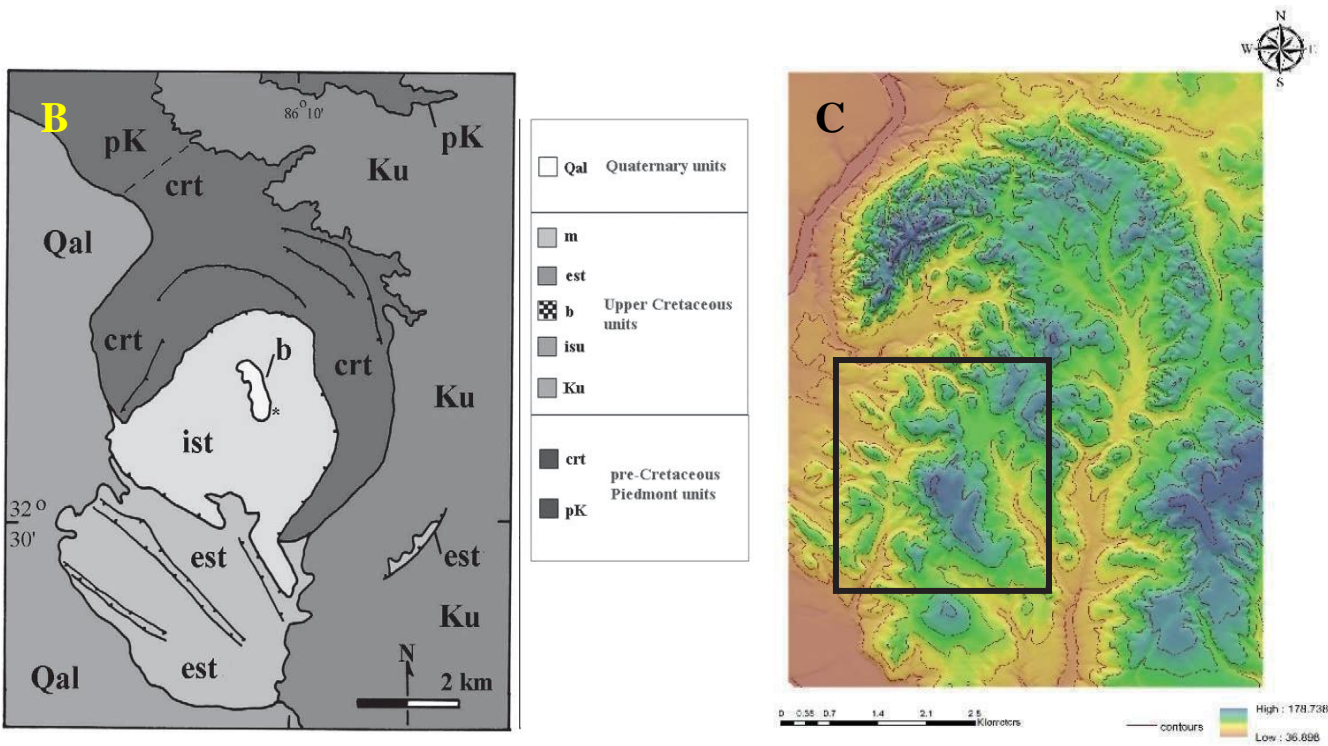 B
86° 10'
pK
pK
Ku
crt
Qal
crt
b
crt
Ku
*
ist
32°
30'
est
est
Ku
est
Qal
N
2 km
Qal Quaternary units
m
est
b
Upper Cretaceous
units
isu
Ku
crt
pre-Cretaceous
Piedmont units
pK
C
N
W E
S
0 0.35 0.7 1.4 2.1 2.8
Kilometers
contours
High : 178.738
Low : 36.898